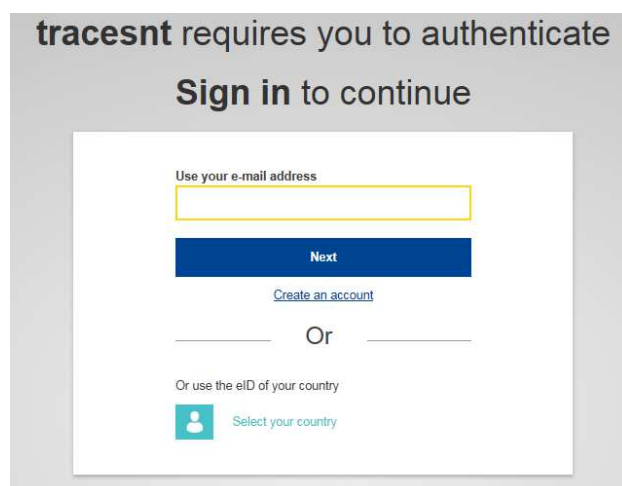 tracesnt requires you to authenticate
Sign in to continue
Use your e-mail address
Next
Create an account
Or
Or use the eID of your country
Select your country